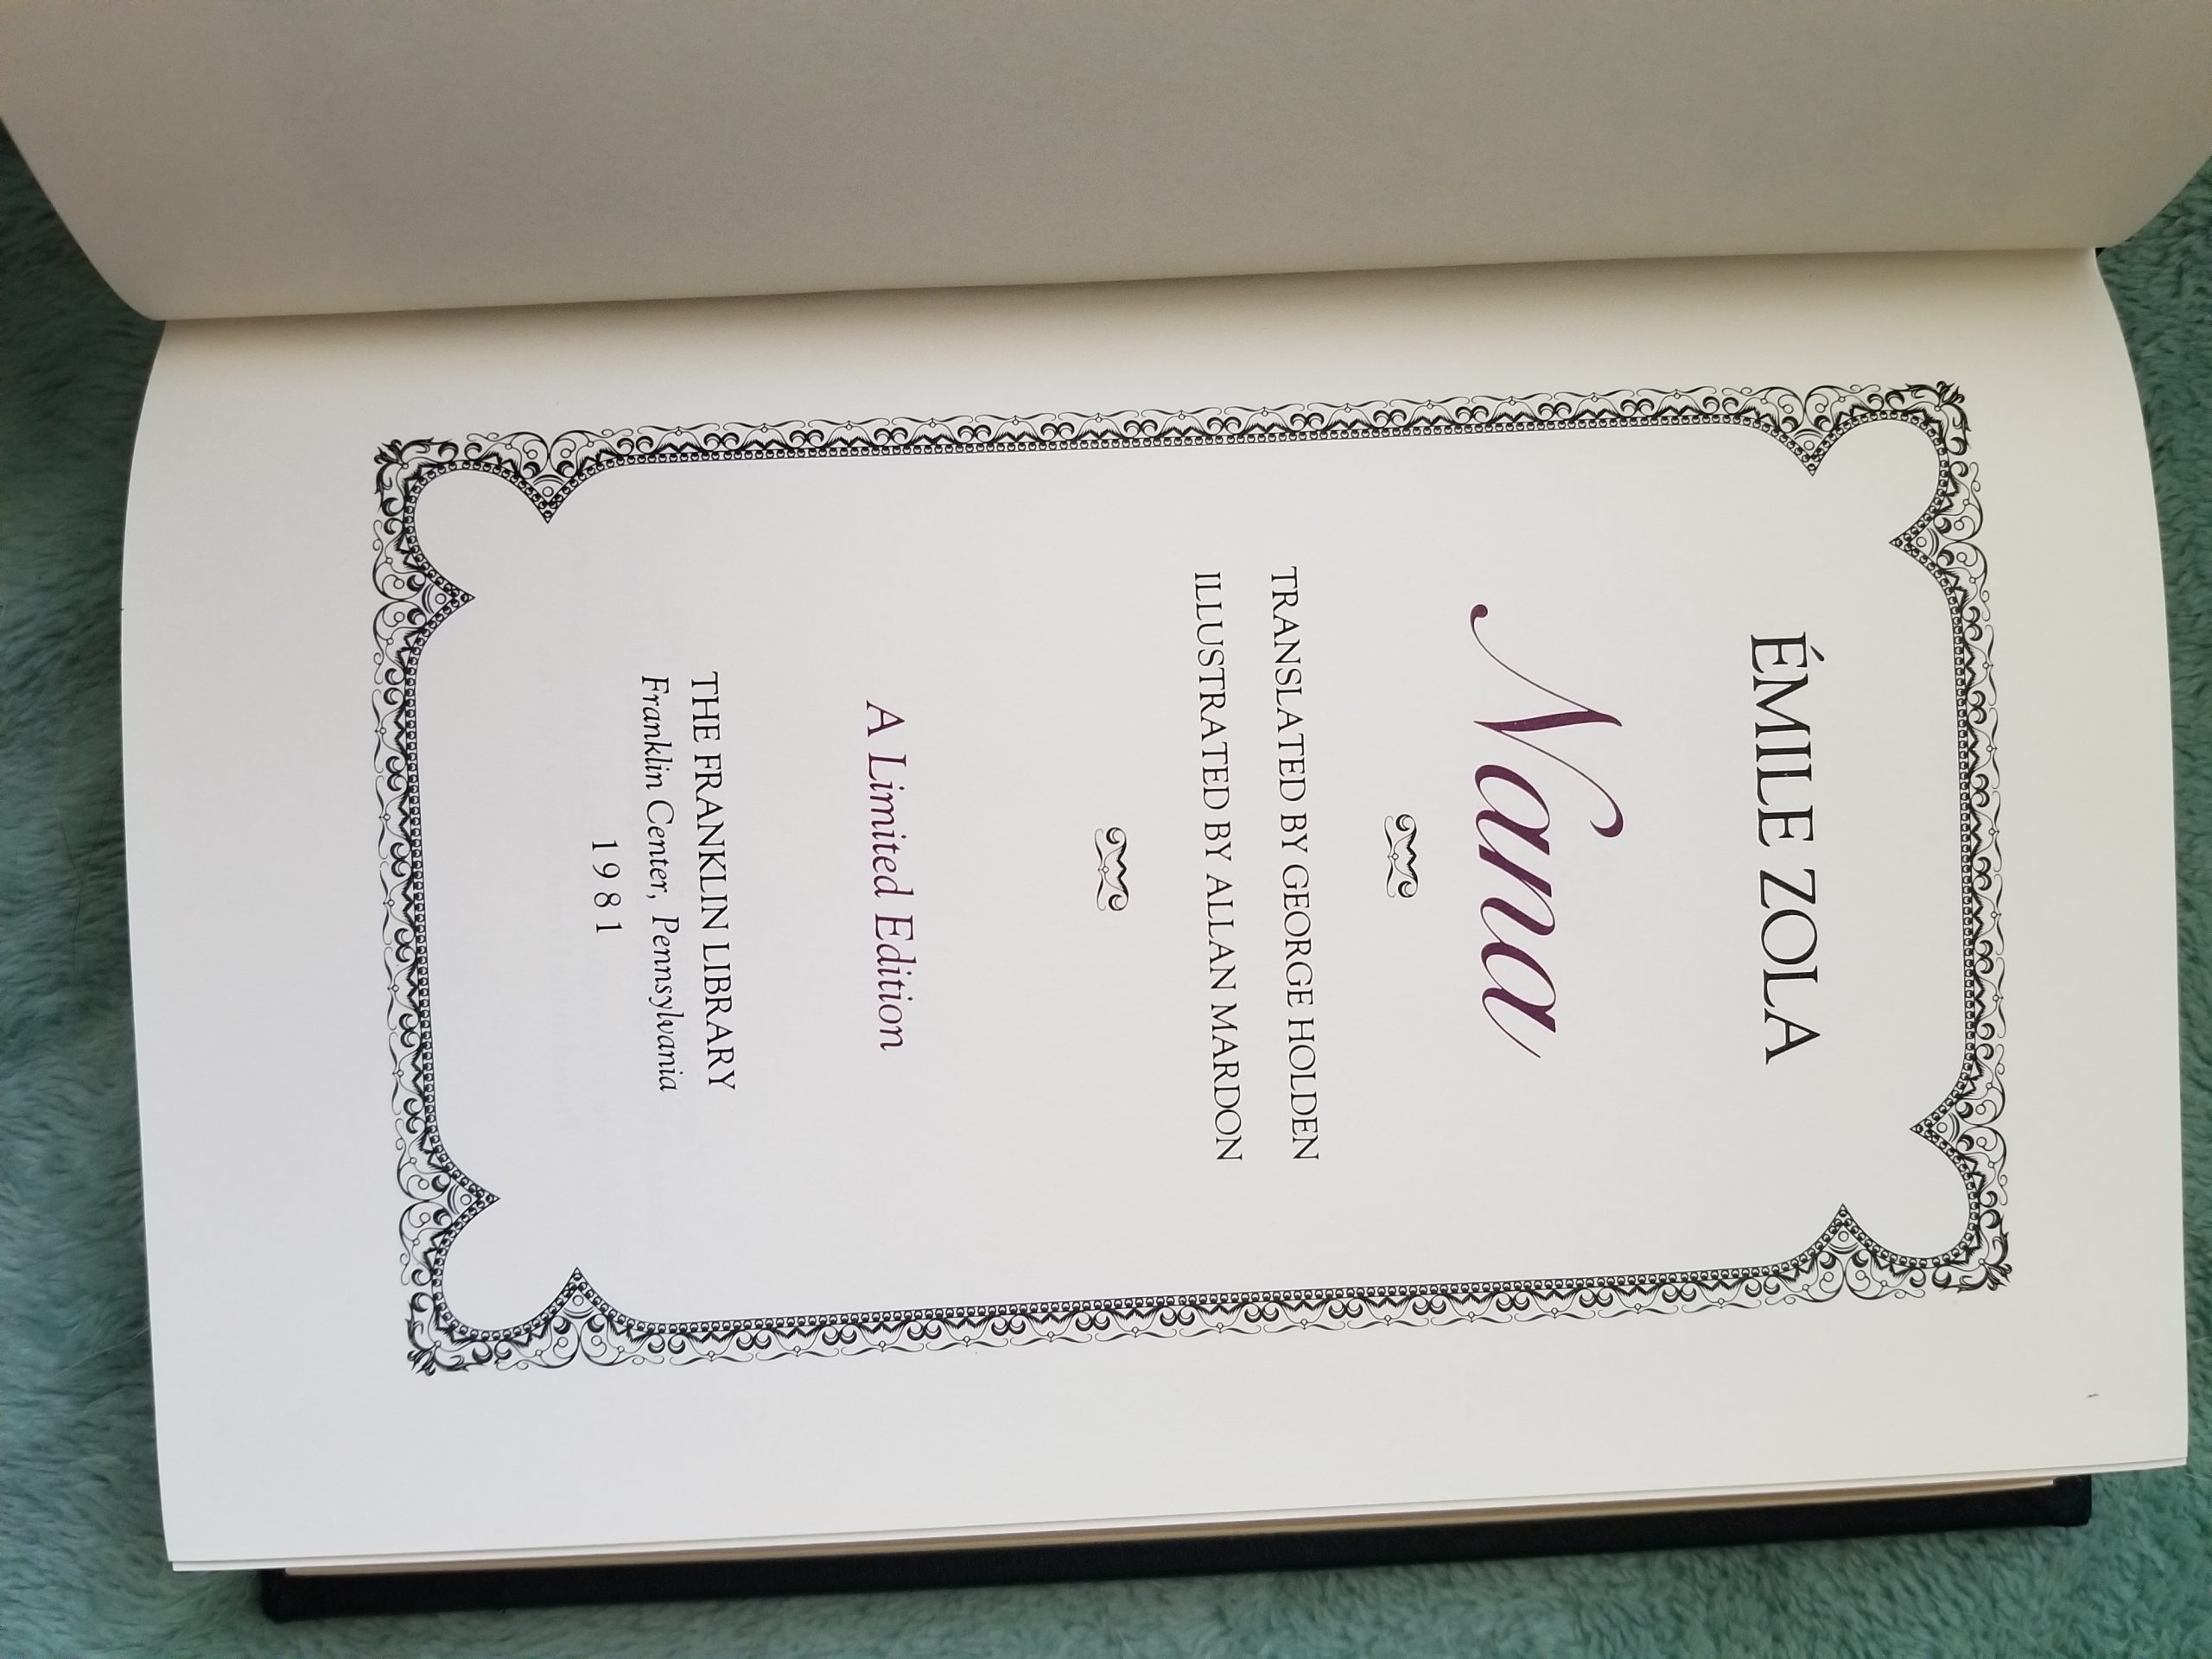 ÉMILE ZOLA
Nana
TRANSLATED BY GEORGE HOLDEN
ILLUSTRATED BY ALLAN MARDON
A Limited Edition
THE FRANKLIN LIBRARY
Franklin Center, Pennsylvania
1981